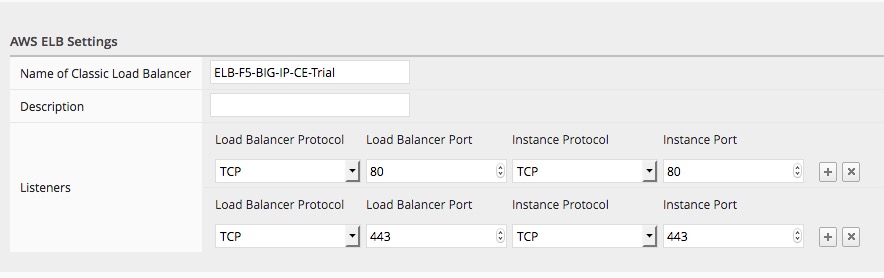 AWS ELB Settings
Name of Classic Load Balancer ELB-F5-BIG-IP-CE-Trial
Description
Listeners
Load Balancer Protocol Load Balancer Port Instance Protocol Instance Port
TCP 80 TCP 80
Load Balancer Protocol Load Balancer Port Instance Protocol Instance Port
TCP 443 TCP 443